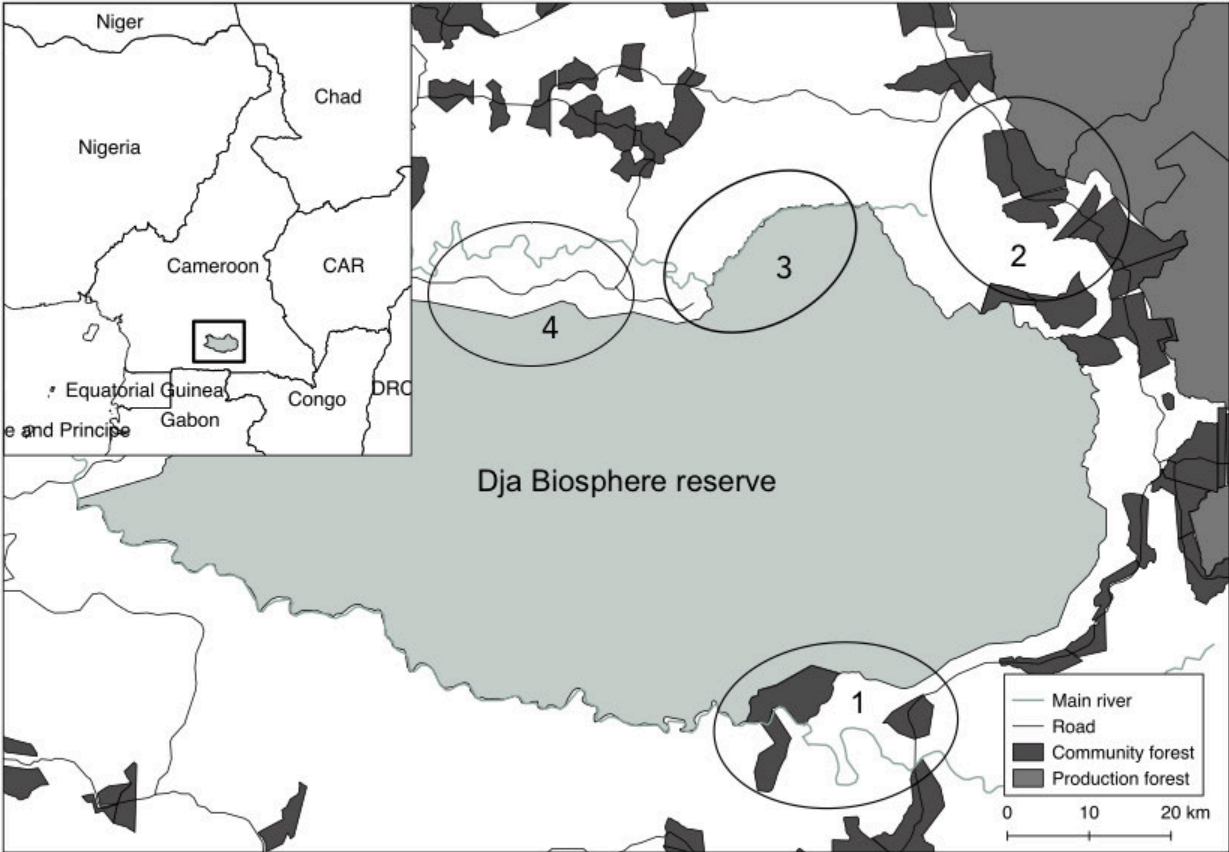 Niger
Chad
Nigeria
Cameroon
CAR
Equatorial Guinea
Congo
DRC
Gabon
e and Principe
2
3
4
Dja Biosphere reserve
1
Main river
Road
Community forest
Production forest
0 10 20 km